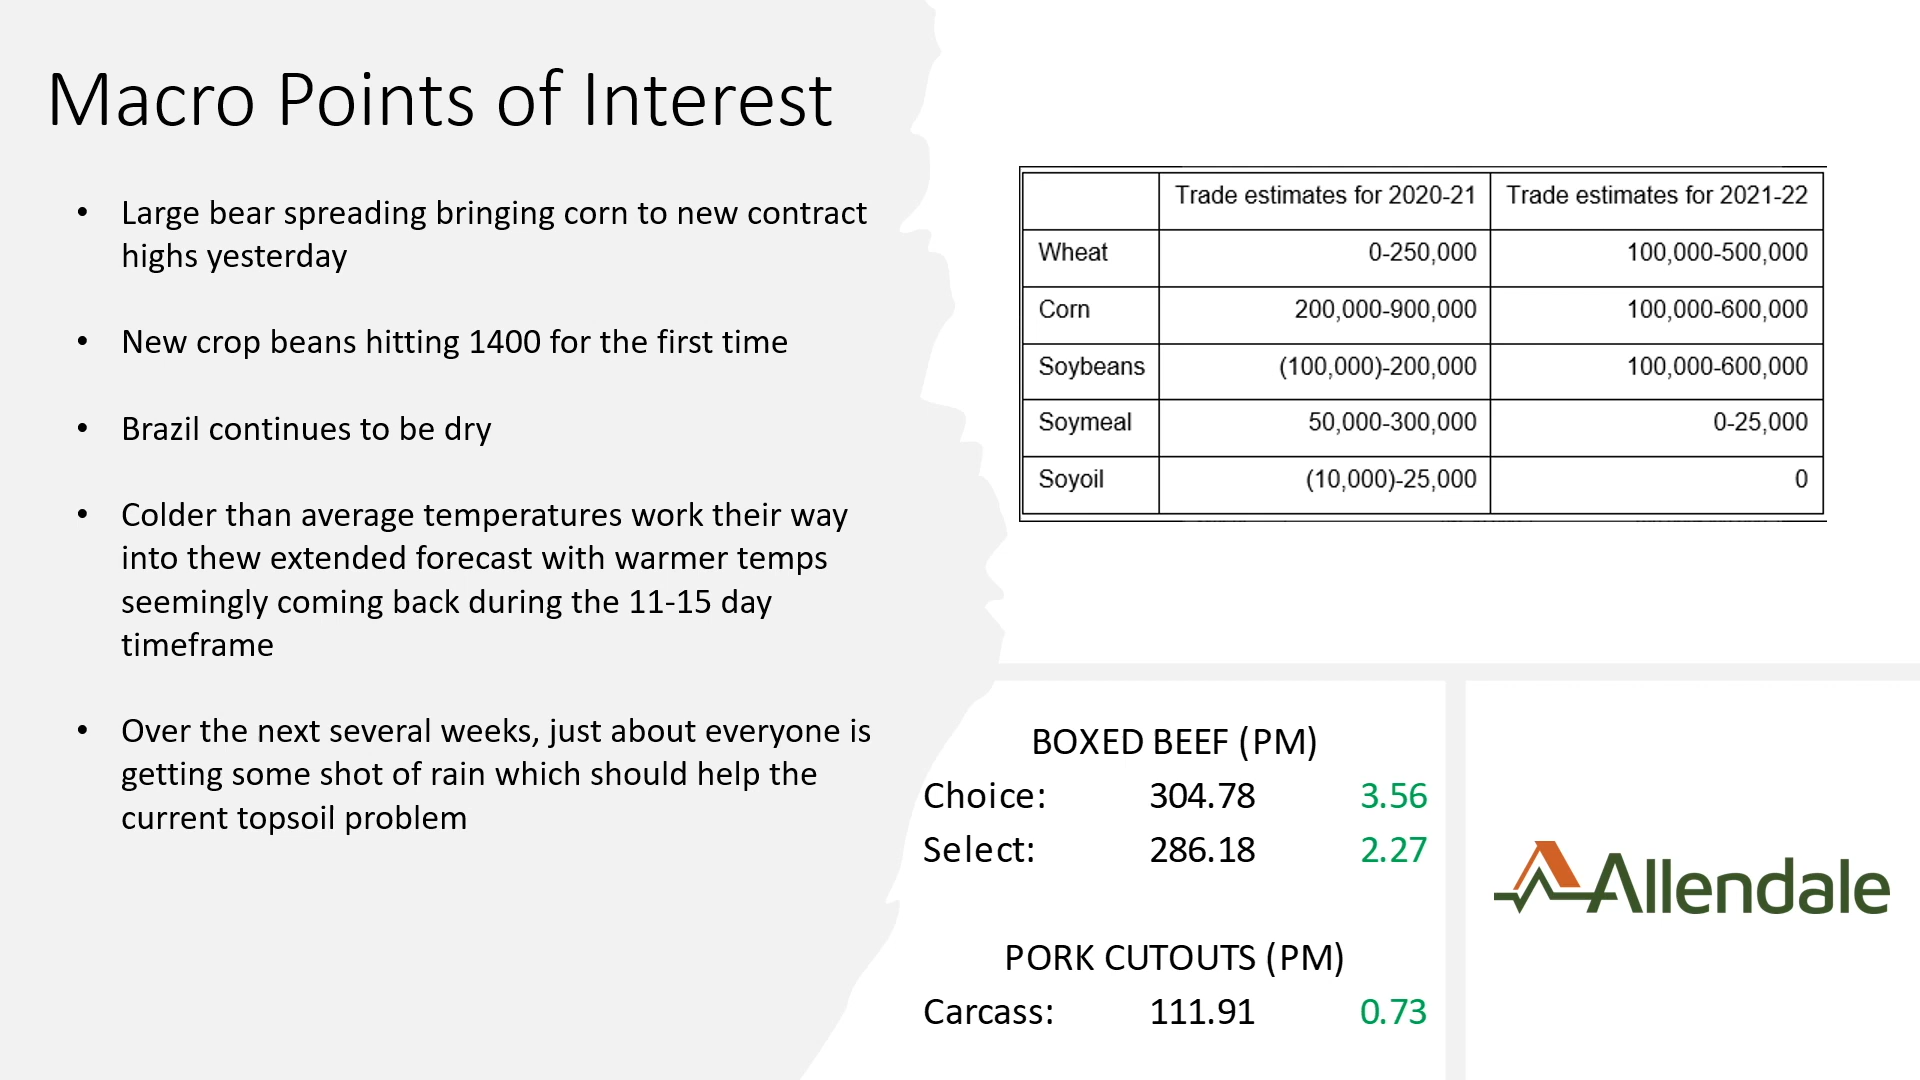 Macro Points of Interest
• Large bear spreading bringing corn to new contract
highs yesterday
• New crop beans hitting 1400 for the first time
• Brazil continues to be dry
• Colder than average temperatures work their way
into thew extended forecast with warmer temps
seemingly coming back during the 11-15 day
timeframe
• Over the next several weeks, just about everyone is
getting some shot of rain which should help the
current topsoil problem
Trade estimates for 2020-21 Trade estimates for 2021-22
Wheat 0-250,000 100,000-500,000
Corn 200,000-900,000 100,000-600,000
Soybeans (100,000)-200,000 100,000-600,000
Soymeal 50,000-300,000 0-25,000
Soyoil (10,000)-25,000 0
BOXED BEEF (PM)
Choice: 304.78 3.56
Select: 286.18 2.27
PORK CUTOUTS (PM)
Carcass: 111.91 0.73
Allendale